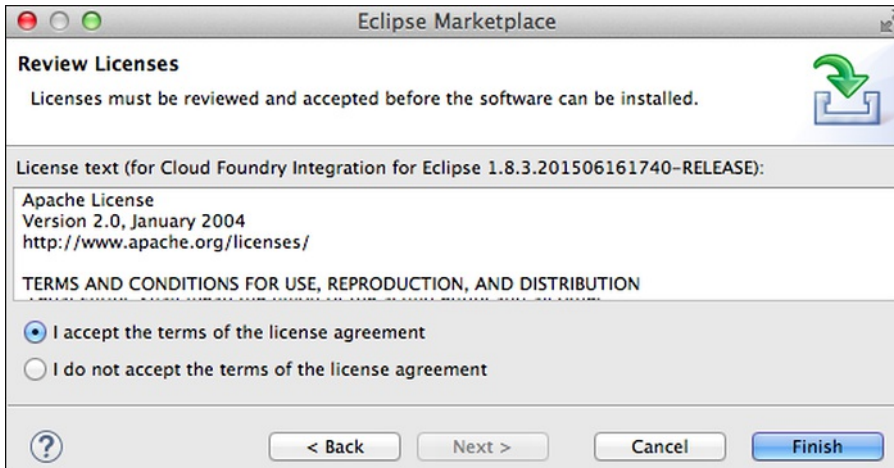 Eclipse Marketplace
Review Licenses
Licenses must be reviewed and accepted before the software can be installed.
License text (for Cloud Foundry Integration for Eclipse 1.8.3.201506161740-RELEASE):
Apache License
Version 2.0, January 2004
http://www.apache.org/licenses/
TERMS AND CONDITIONS FOR USE, REPRODUCTION, AND DISTRIBUTION
I accept the terms of the license agreement
I do not accept the terms of the license agreement
? < Back Next > Cancel Finish